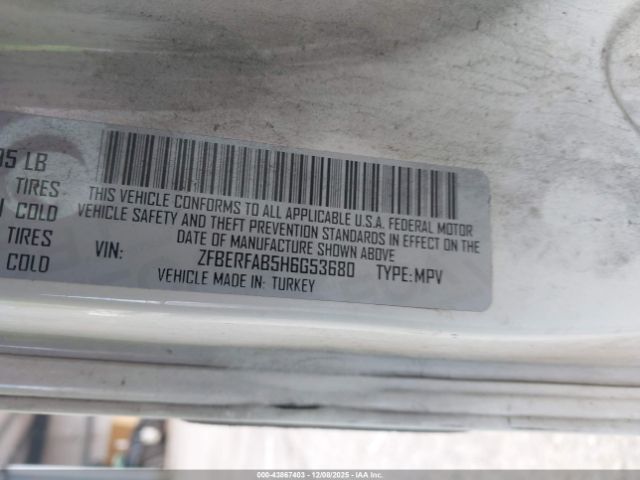 95 LB
TIRES
COLD
TIRES
COLD
THIS VEHICLE CONFORMS TO ALL APPLICABLE U.S.A. FEDERAL MOTOR
VEHICLE SAFETY AND THEFT PREVENTION STANDARDS IN EFFECT ON THE
DATE OF MANUFACTURE SHOWN ABOVE
VIN: ZFBERFAB5H6G53680 TYPE:MPV
VEHICLE MADE IN: TURKEY
000-43867403 - 12/08/2025 - IAA Inc.